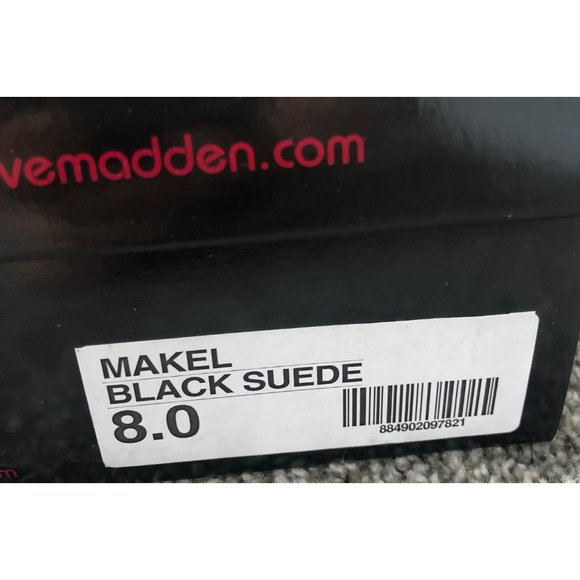 vemadden.com
MAKEL
BLACK SUEDE
8.0
884902097821
m